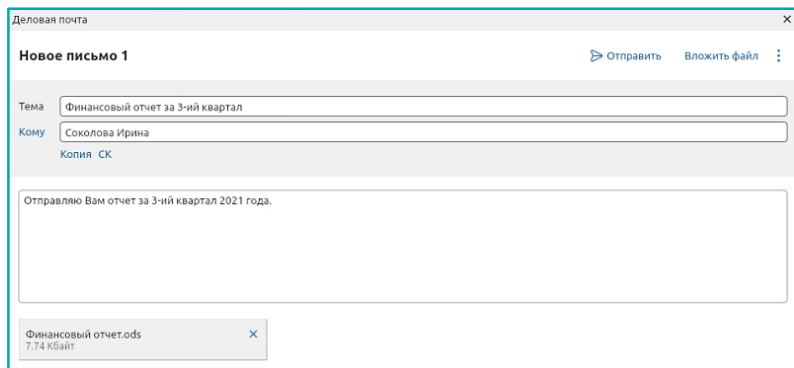 Деловая почта
Новое письмо 1
Отправить Вложить файл
Тема Финансовый отчет за 3-ий квартал
Кому Соколова Ирина
Копия СК
Отправляю Вам отчет за 3-ий квартал 2021 года.
Финансовый отчет.ods
7.74 Кбайт